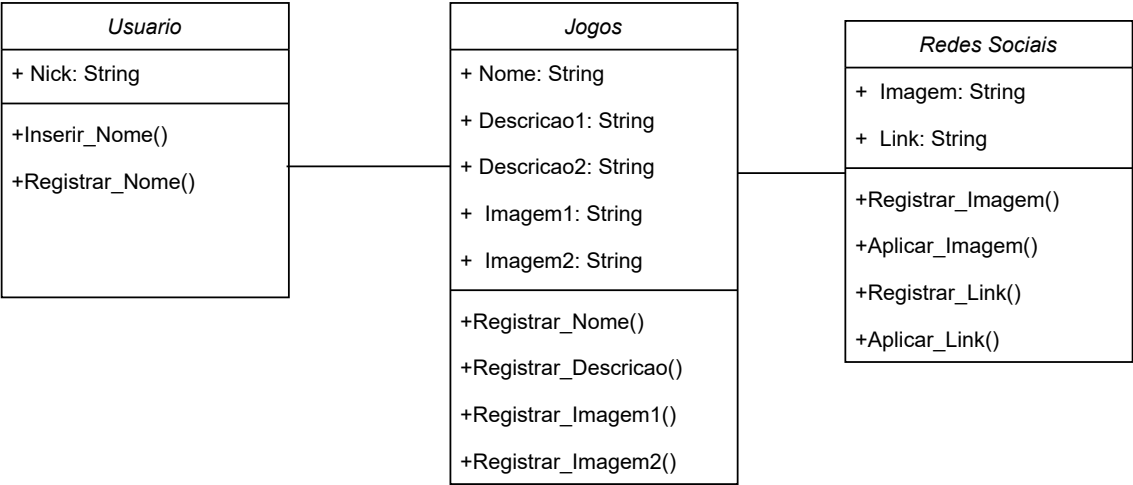 Usuario
+ Nick: String
+Inserir_Nome()
+Registrar_Nome()
Jogos
+ Nome: String
+ Descricao1: String
+ Descricao2: String
+ Imagem1: String
+ Imagem2: String
+Registrar_Nome()
+Registrar_Descricao()
+Registrar_Imagem1()
+Registrar_Imagem2()
Redes Sociais
+ Imagem: String
+ Link: String
+Registrar_Imagem()
+Aplicar_Imagem()
+Registrar_Link()
+Aplicar_Link()